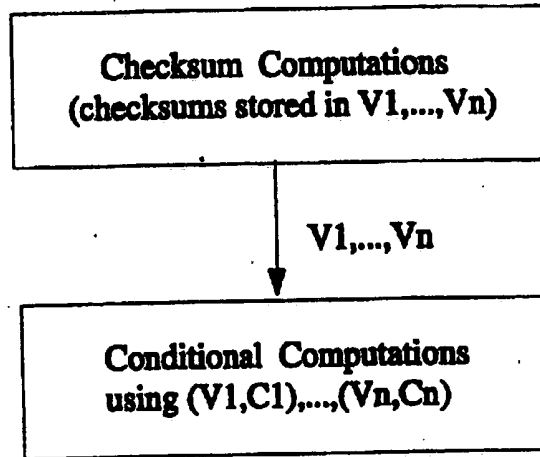 Checksum Computations
(checksums stored in V1,...,Vn)
V1,...,Vn
Conditional Computations
using (V1,C1),...,(Vn,Cn)